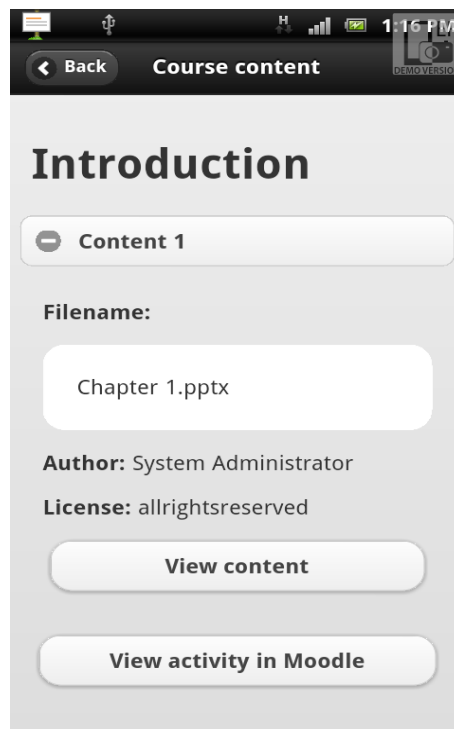 H
1:16 PM
Back
Course content
DEMO VERSIO
Introduction
Content 1
Filename:
Chapter 1.pptx
Author: System Administrator
License: allrightsreserved
View content
View activity in Moodle